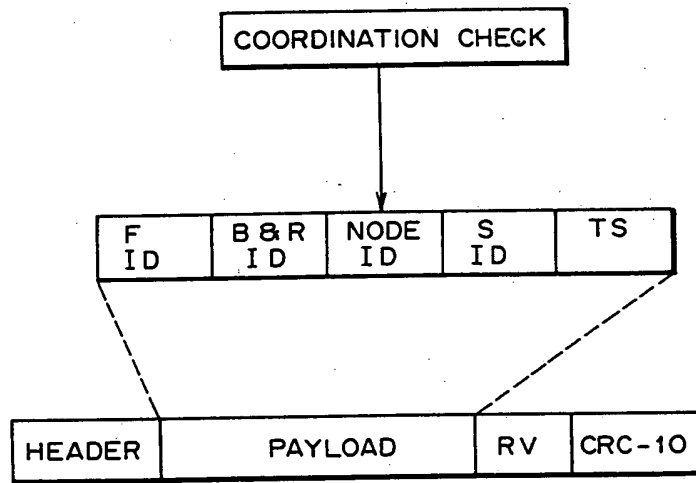 COORDINATION CHECK
F ID
B & R ID
NODE ID
S ID
TS
HEADER
PAYLOAD
RV
CRC-10